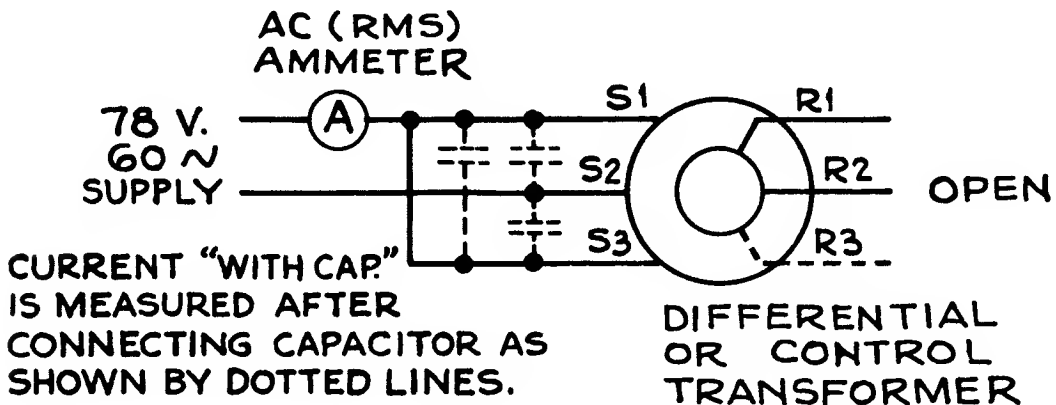 AC (RMS)
AMMETER
A
78 V.
60 ~
SUPPLY
S1
S2
S3
R1
R2
R3
OPEN
CURRENT "WITH CAP."
IS MEASURED AFTER
CONNECTING CAPACITOR AS
SHOWN BY DOTTED LINES.
DIFFERENTIAL
OR CONTROL
TRANSFORMER